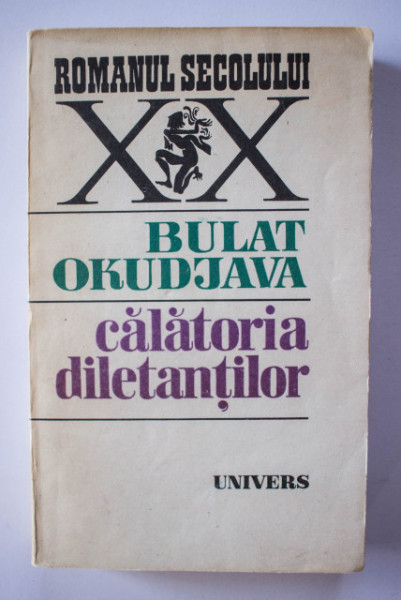 ROMANUL SECOLULUI
XX
BULAT
OKUDJAVA
călătoria
diletanților
UNIVERS